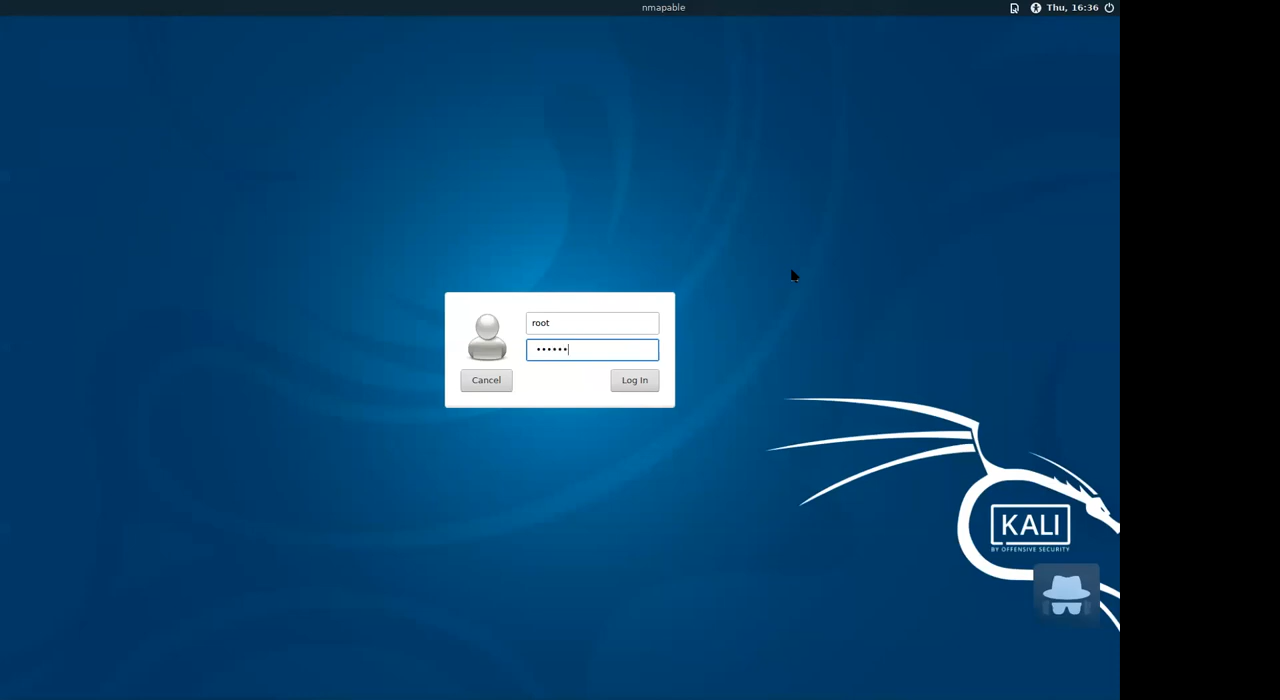 nmapable
Thu, 16:36
root
••••••
Cancel
Log In
KALI
BY OFFENSIVE SECURITY